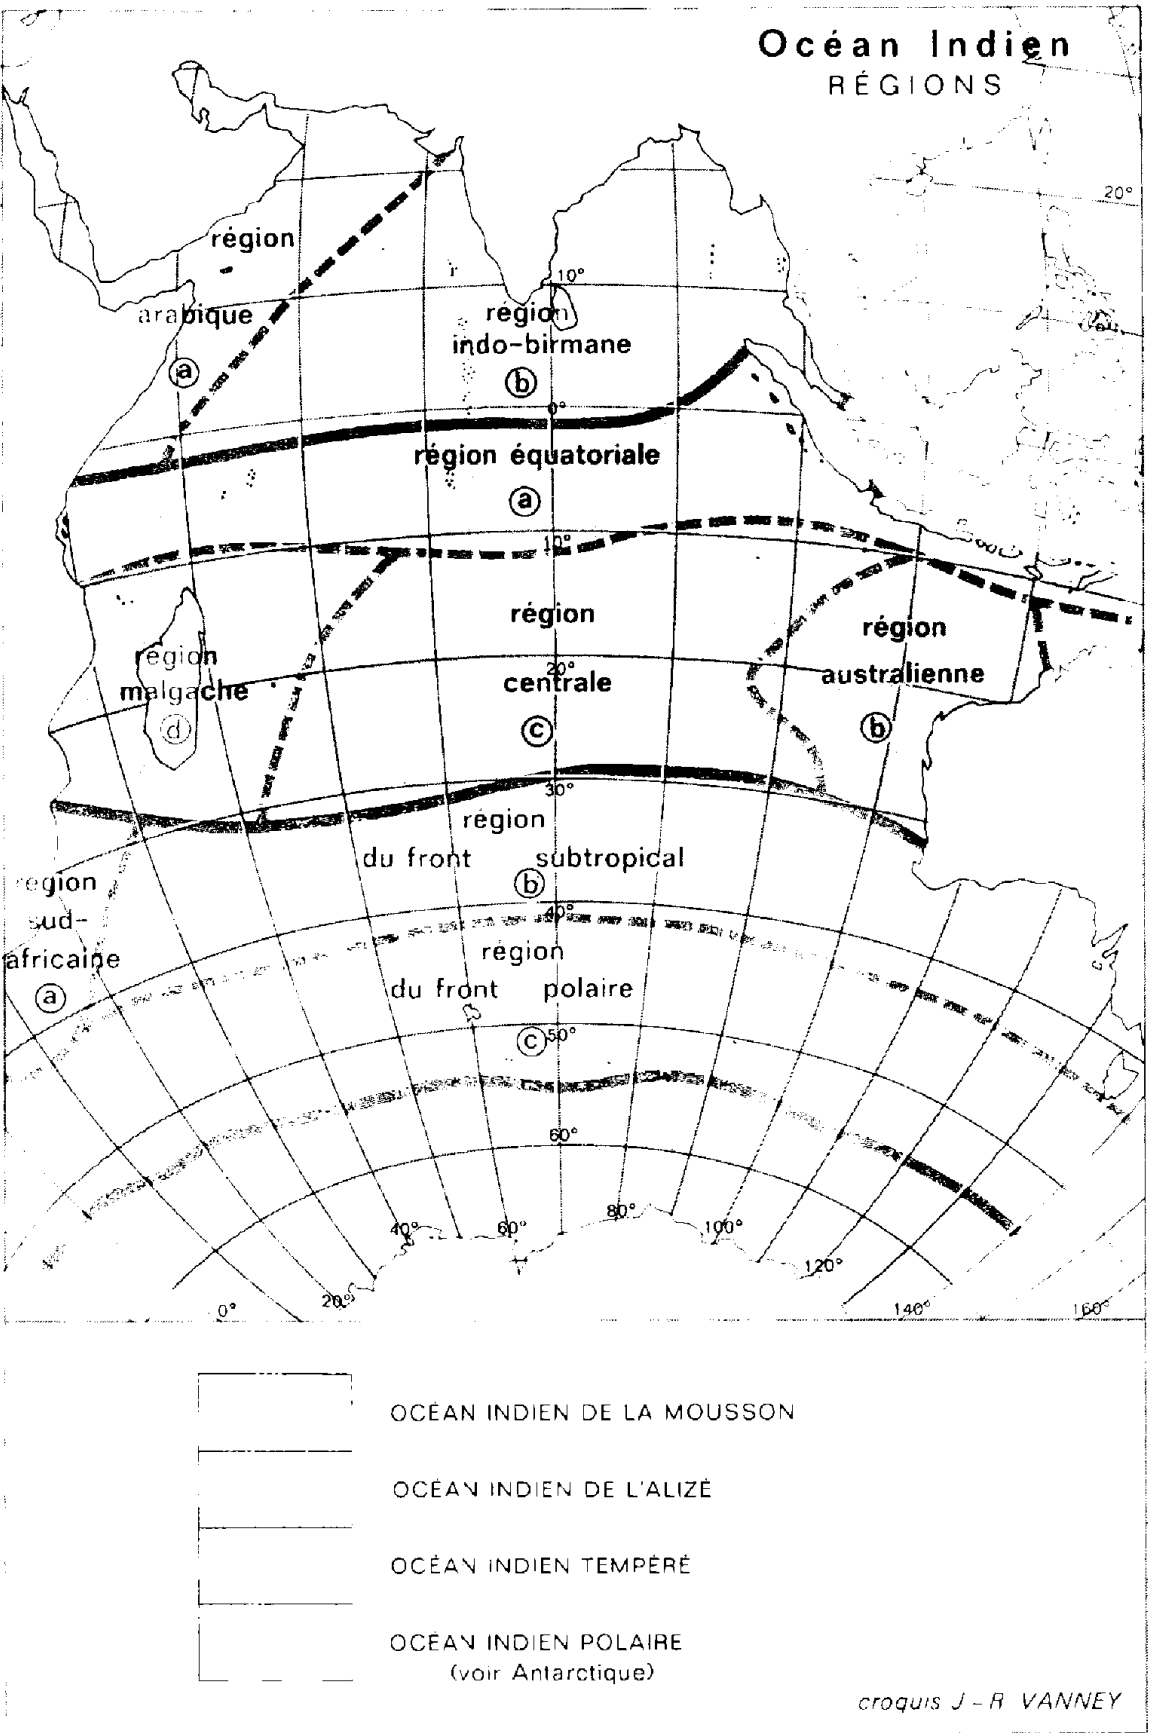 Océan Indien
RÉGIONS
20°
région
arabique
a
10°
région
indo-birmane
b
0°
région équatoriale
a
10°
région
malgache
d
région
20°
centrale
c
région
australienne
b
30°
région
du front subtropical
b
40°
région
sud-
africaine
a
région
du front polaire
c
50°
60°
0°
20°
40°
60°
80°
100°
120°
140°
160°
OCÉAN INDIEN DE LA MOUSSON
OCÉAN INDIEN DE L'ALIZÉ
OCÉAN INDIEN TEMPÉRÉ
OCÉAN INDIEN POLAIRE
(voir Antarctique)
croquis J-R VANNEY